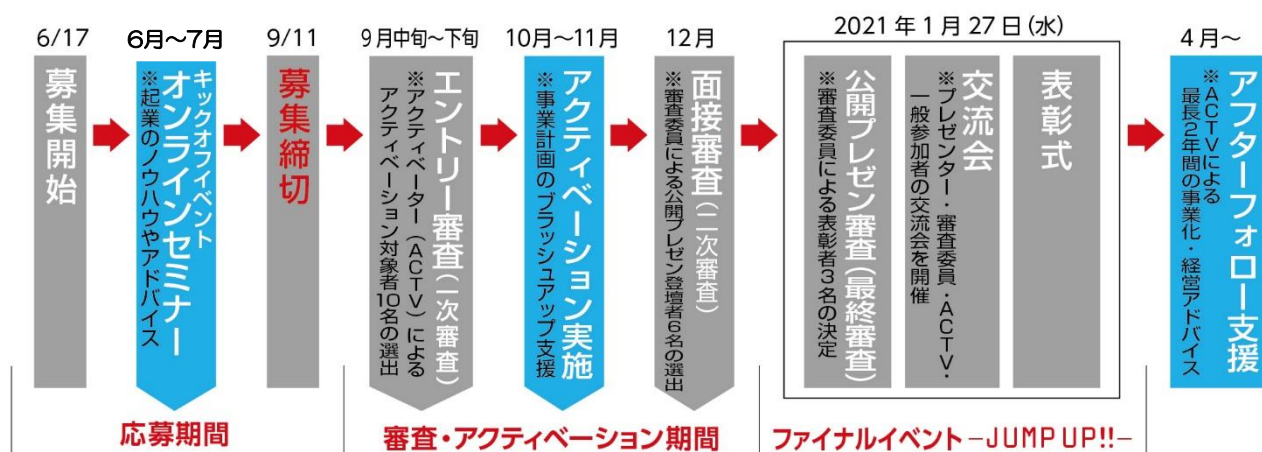 6/17
募集開始
6月～7月
キックオフイベント
オンラインセミナー
※起業のノウハウやアドバイス
9/11
募集締切
9月中旬～下旬
エントリー審査(一次審査)
※アクティベーター(ACTV)による
アクティベーション対象者10名の選出
10月～11月
アクティベーション実施
※事業計画のブラッシュアップ支援
12月
面接審査(二次審査)
※審査委員による公開プレゼン登壇者6名の選出
2021年1月27日(水)
公開プレゼン審査(最終審査)
※審査委員による表彰者3名の決定
交流会
※プレゼンター・審査委員・ACTV・
一般参加者の交流会を開催
表彰式
4月～
アフターフォロー支援
※ACTVによる
最長2年間の事業化・経営アドバイス
応募期間
審査・アクティベーション期間
ファイナルイベント−JUMP UP!!−